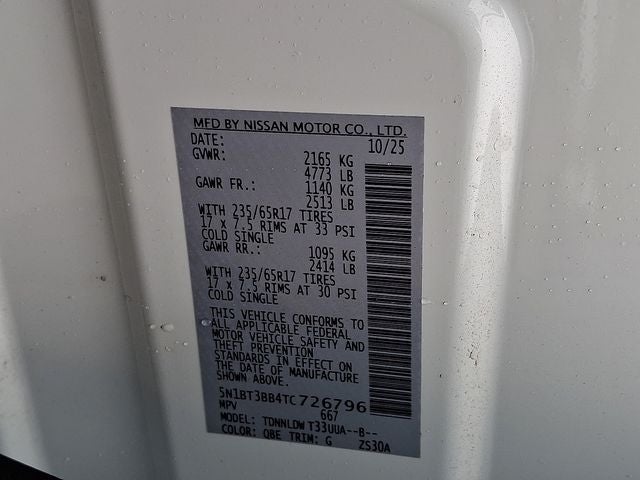 MFD BY NISSAN MOTOR CO., LTD.
DATE: 10/25
GVWR: 2165 KG
4773 LB
GAWR FR.: 1140 KG
2513 LB
WITH 235/65R17 TIRES
17 X 7.5 RIMS AT 33 PSI
COLD SINGLE
GAWR RR.: 1095 KG
2414 LB
WITH 235/65R17 TIRES
17 X 7.5 RIMS AT 30 PSI
COLD SINGLE
THIS VEHICLE CONFORMS TO
ALL APPLICABLE FEDERAL
MOTOR VEHICLE SAFETY AND
THEFT PREVENTION
STANDARDS IN EFFECT ON
THE DATE OF MANUFACTURE
SHOWN ABOVE.
5N1BT3BB4TC726796
MPV 667
MODEL: TDNNLDW T33UUA--B--
COLOR: QBE TRIM: G ZS30A